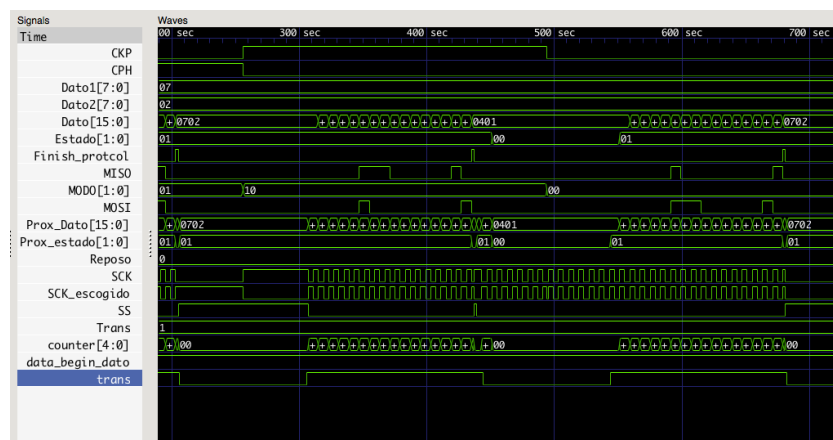 Signals
Waves
Time
00 sec 300 sec 400 sec 500 sec 600 sec 700 sec
CKP
CPH
Dato1[7:0] 07
Dato2[7:0] 02
Dato[15:0] + 0702 + + + + + + + + + + + + + + + 0401 + + + + + + + + + + + + + + + 0702
Estado[1:0] 01 00 01
Finish_protcol
MISO
MODO[1:0] 01 10 00
MOSI
Prox_Dato[15:0] + 0702 + + + + + + + + + + + + + + + + + 0401 + + + + + + + + + + + + + + + + 0702
Prox_estado[1:0] 01 01 01 00 01 01
Reposo 0
SCK
SCK_escogido
SS
Trans 1
counter[4:0] + 00 + + + + + + + + + + + + + + + + + 00 + + + + + + + + + + + + + + + + 00
data_begin_dato
trans